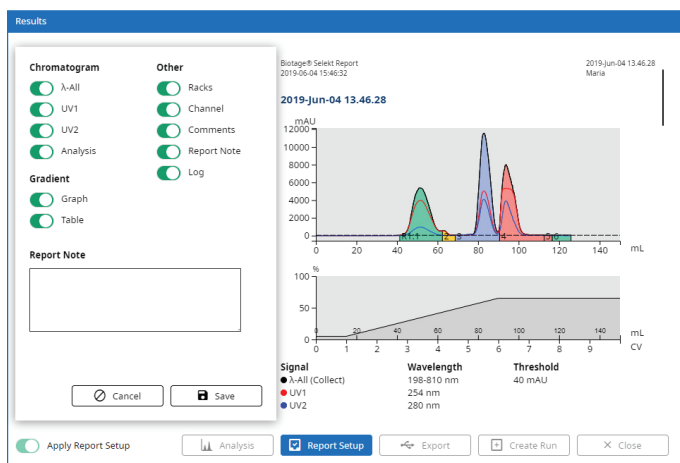 Results
Chromatogram
λ-All
UV1
UV2
Analysis
Gradient
Graph
Table
Other
Racks
Channel
Comments
Report Note
Log
Report Note
Cancel
Save
Biotage® Selekt Report
2019-06-04 15:46:32
2019-Jun-04 13.46.28
Maria
2019-Jun-04 13.46.28
mAU
12000
10000
8000
6000
4000
2000
0
2 3 4 5 6
0 20 40 60 80 100 120 140 mL
%
100
50
0
0 20 40 60 80 100 120 140 mL
0 1 2 3 4 5 6 7 8 9 CV
Signal Wavelength Threshold
λ-All (Collect) 198-810 nm 40 mAU
UV1 254 nm
UV2 280 nm
Apply Report Setup
Analysis
Report Setup
Export
Create Run
Close